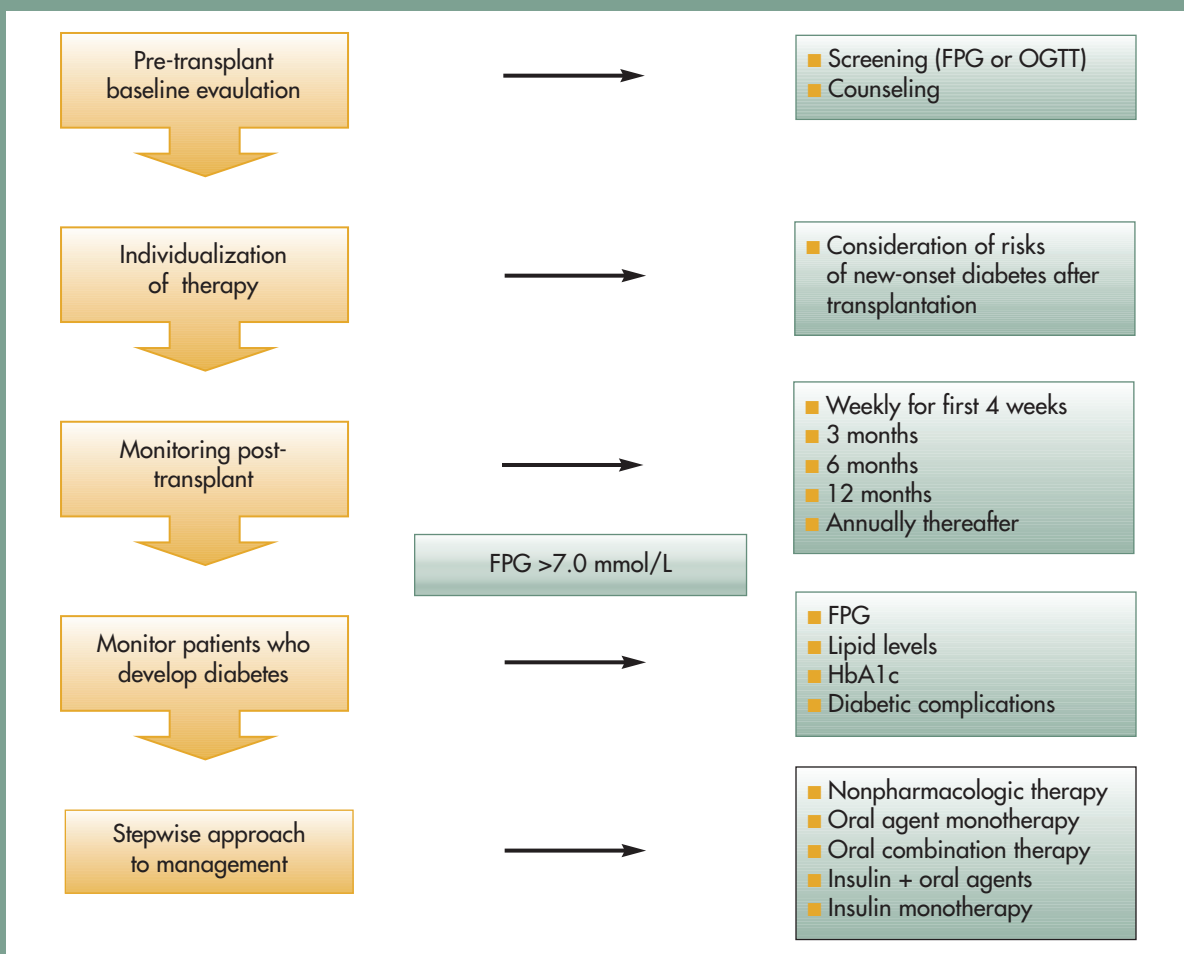 Pre-transplant
baseline evaulation
■ Screening (FPG or OGTT)
■ Counseling
Individualization
of therapy
■ Consideration of risks
of new-onset diabetes after
transplantation
Monitoring post-
transplant
■ Weekly for first 4 weeks
■ 3 months
■ 6 months
■ 12 months
■ Annually thereafter
FPG >7.0 mmol/L
Monitor patients who
develop diabetes
■ FPG
■ Lipid levels
■ HbA1c
■ Diabetic complications
Stepwise approach
to management
■ Nonpharmacologic therapy
■ Oral agent monotherapy
■ Oral combination therapy
■ Insulin + oral agents
■ Insulin monotherapy